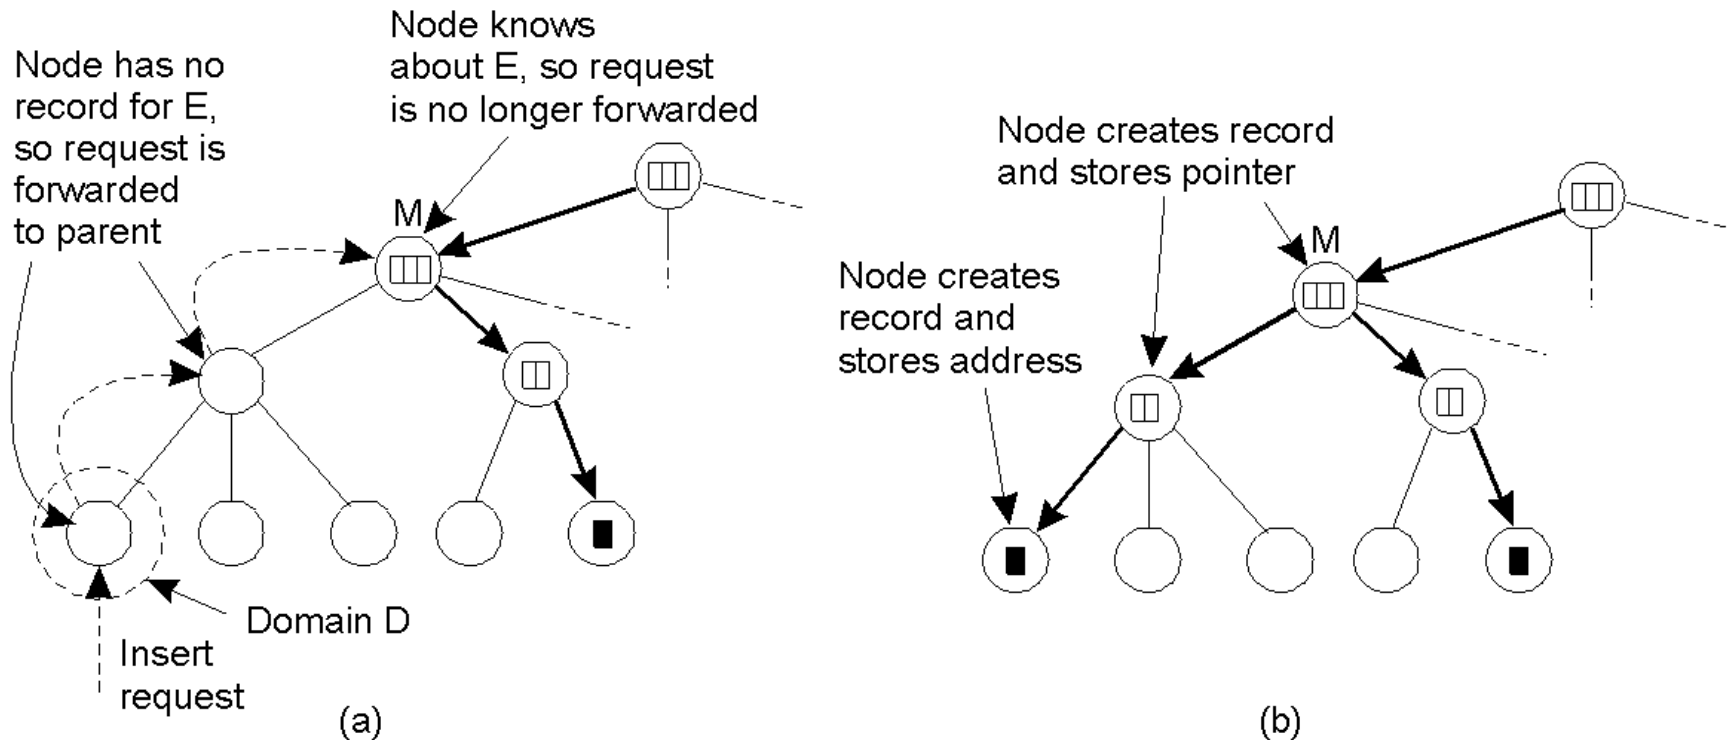 Node has no
record for E,
so request is
forwarded
to parent
Node knows
about E, so request
is no longer forwarded
M
Domain D
Insert
request
(a)
Node creates record
and stores pointer
M
Node creates
record and
stores address
(b)